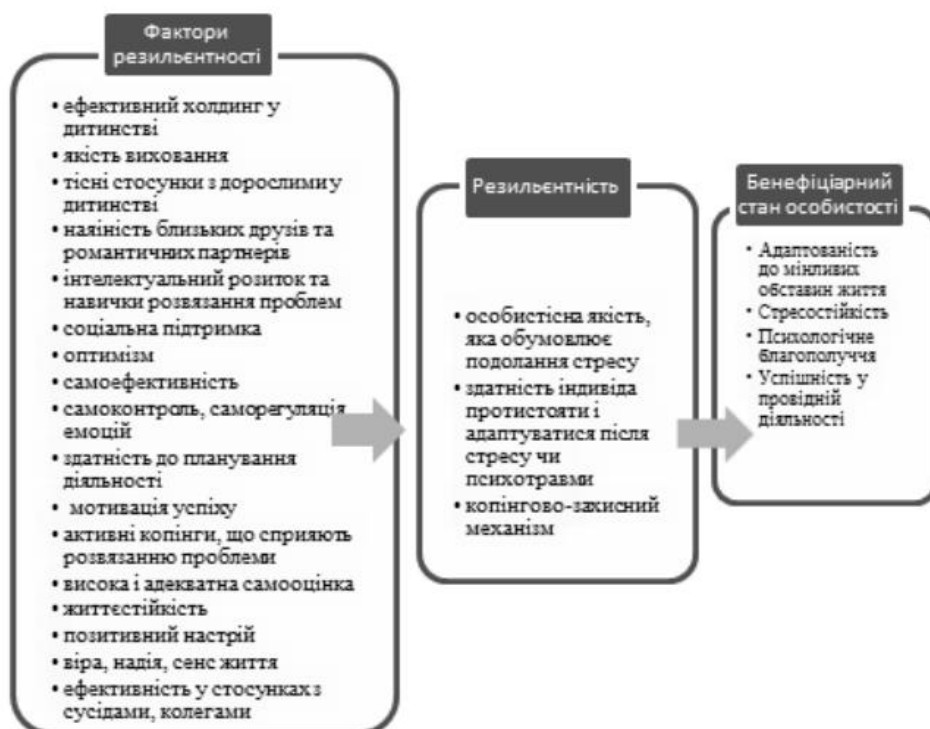 Фактори
резильєнтності
• ефективний холдинг у
дитинстві
• якість виховання
• тісні стосунки з дорослими у
дитинстві
• наяіність близьких друзів та
романтичних партнерів
• інтелектуальний розиток та
навички розвязання проблем
• соціальна підтримка
• оптимізм
• самоефективність
• самоконтроль, саморегуляція
емоцій
• здатність до планування
діяльності
• мотивація успіху
• активні копінги, що сприяють
розвязанню проблеми
• висока і адекватна самооцінка
• життєстійкість
• позитивний настрій
• віра, надія, сенс життя
• ефективність у стосунках з
сусідами, колегами
Резильєнтність
• особистісна якість,
яка обумовлює
подолання стресу
• здатність індивіда
протистояти і
адаптуватися після
стресу чи
психотравми
• копінгово-захисний
механізм
Бенефіціарний
стан особистості
• Адаптованість
до мінливих
обставин життя
• Стресостійкість
• Психологічне
благополуччя
• Успішність у
провідній
діяльності